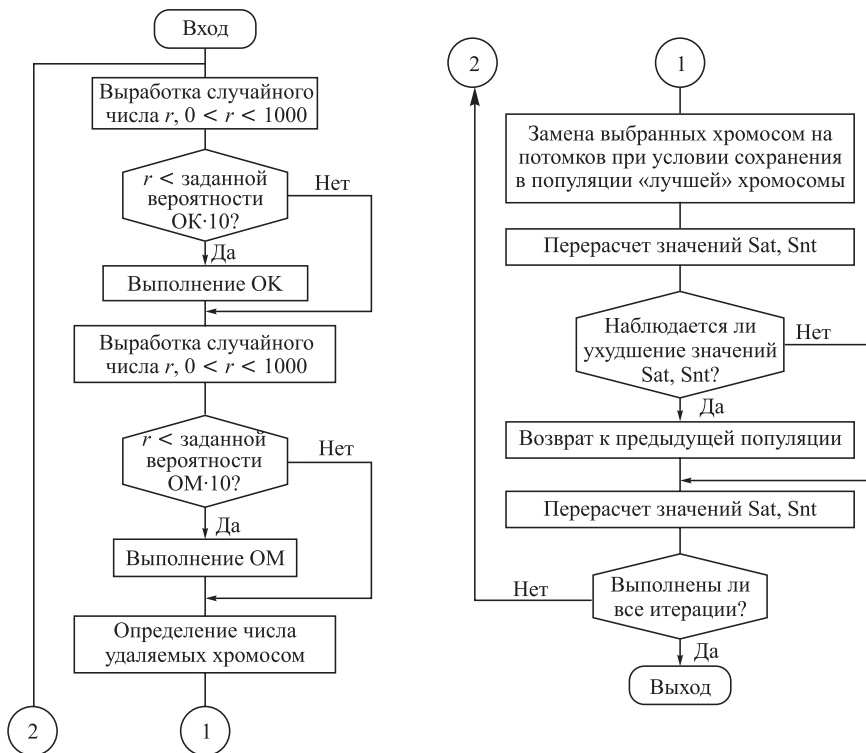 Вход
Выработка случайного
числа r, 0 < r < 1000
r < заданной
вероятности
ОК·10?
Нет
Да
Выполнение ОК
Выработка случайного
числа r, 0 < r < 1000
r < заданной
вероятности
ОМ·10?
Нет
Да
Выполнение ОМ
Определение числа
удаляемых хромосом
2
1
2
1
Замена выбранных хромосом на
потомков при условии сохранения
в популяции «лучшей» хромосомы
Перерасчет значений Sat, Snt
Наблюдается ли
ухудшение значений
Sat, Snt?
Нет
Да
Возврат к предыдущей популяции
Перерасчет значений Sat, Snt
Выполнены ли
все итерации?
Нет
Да
Выход